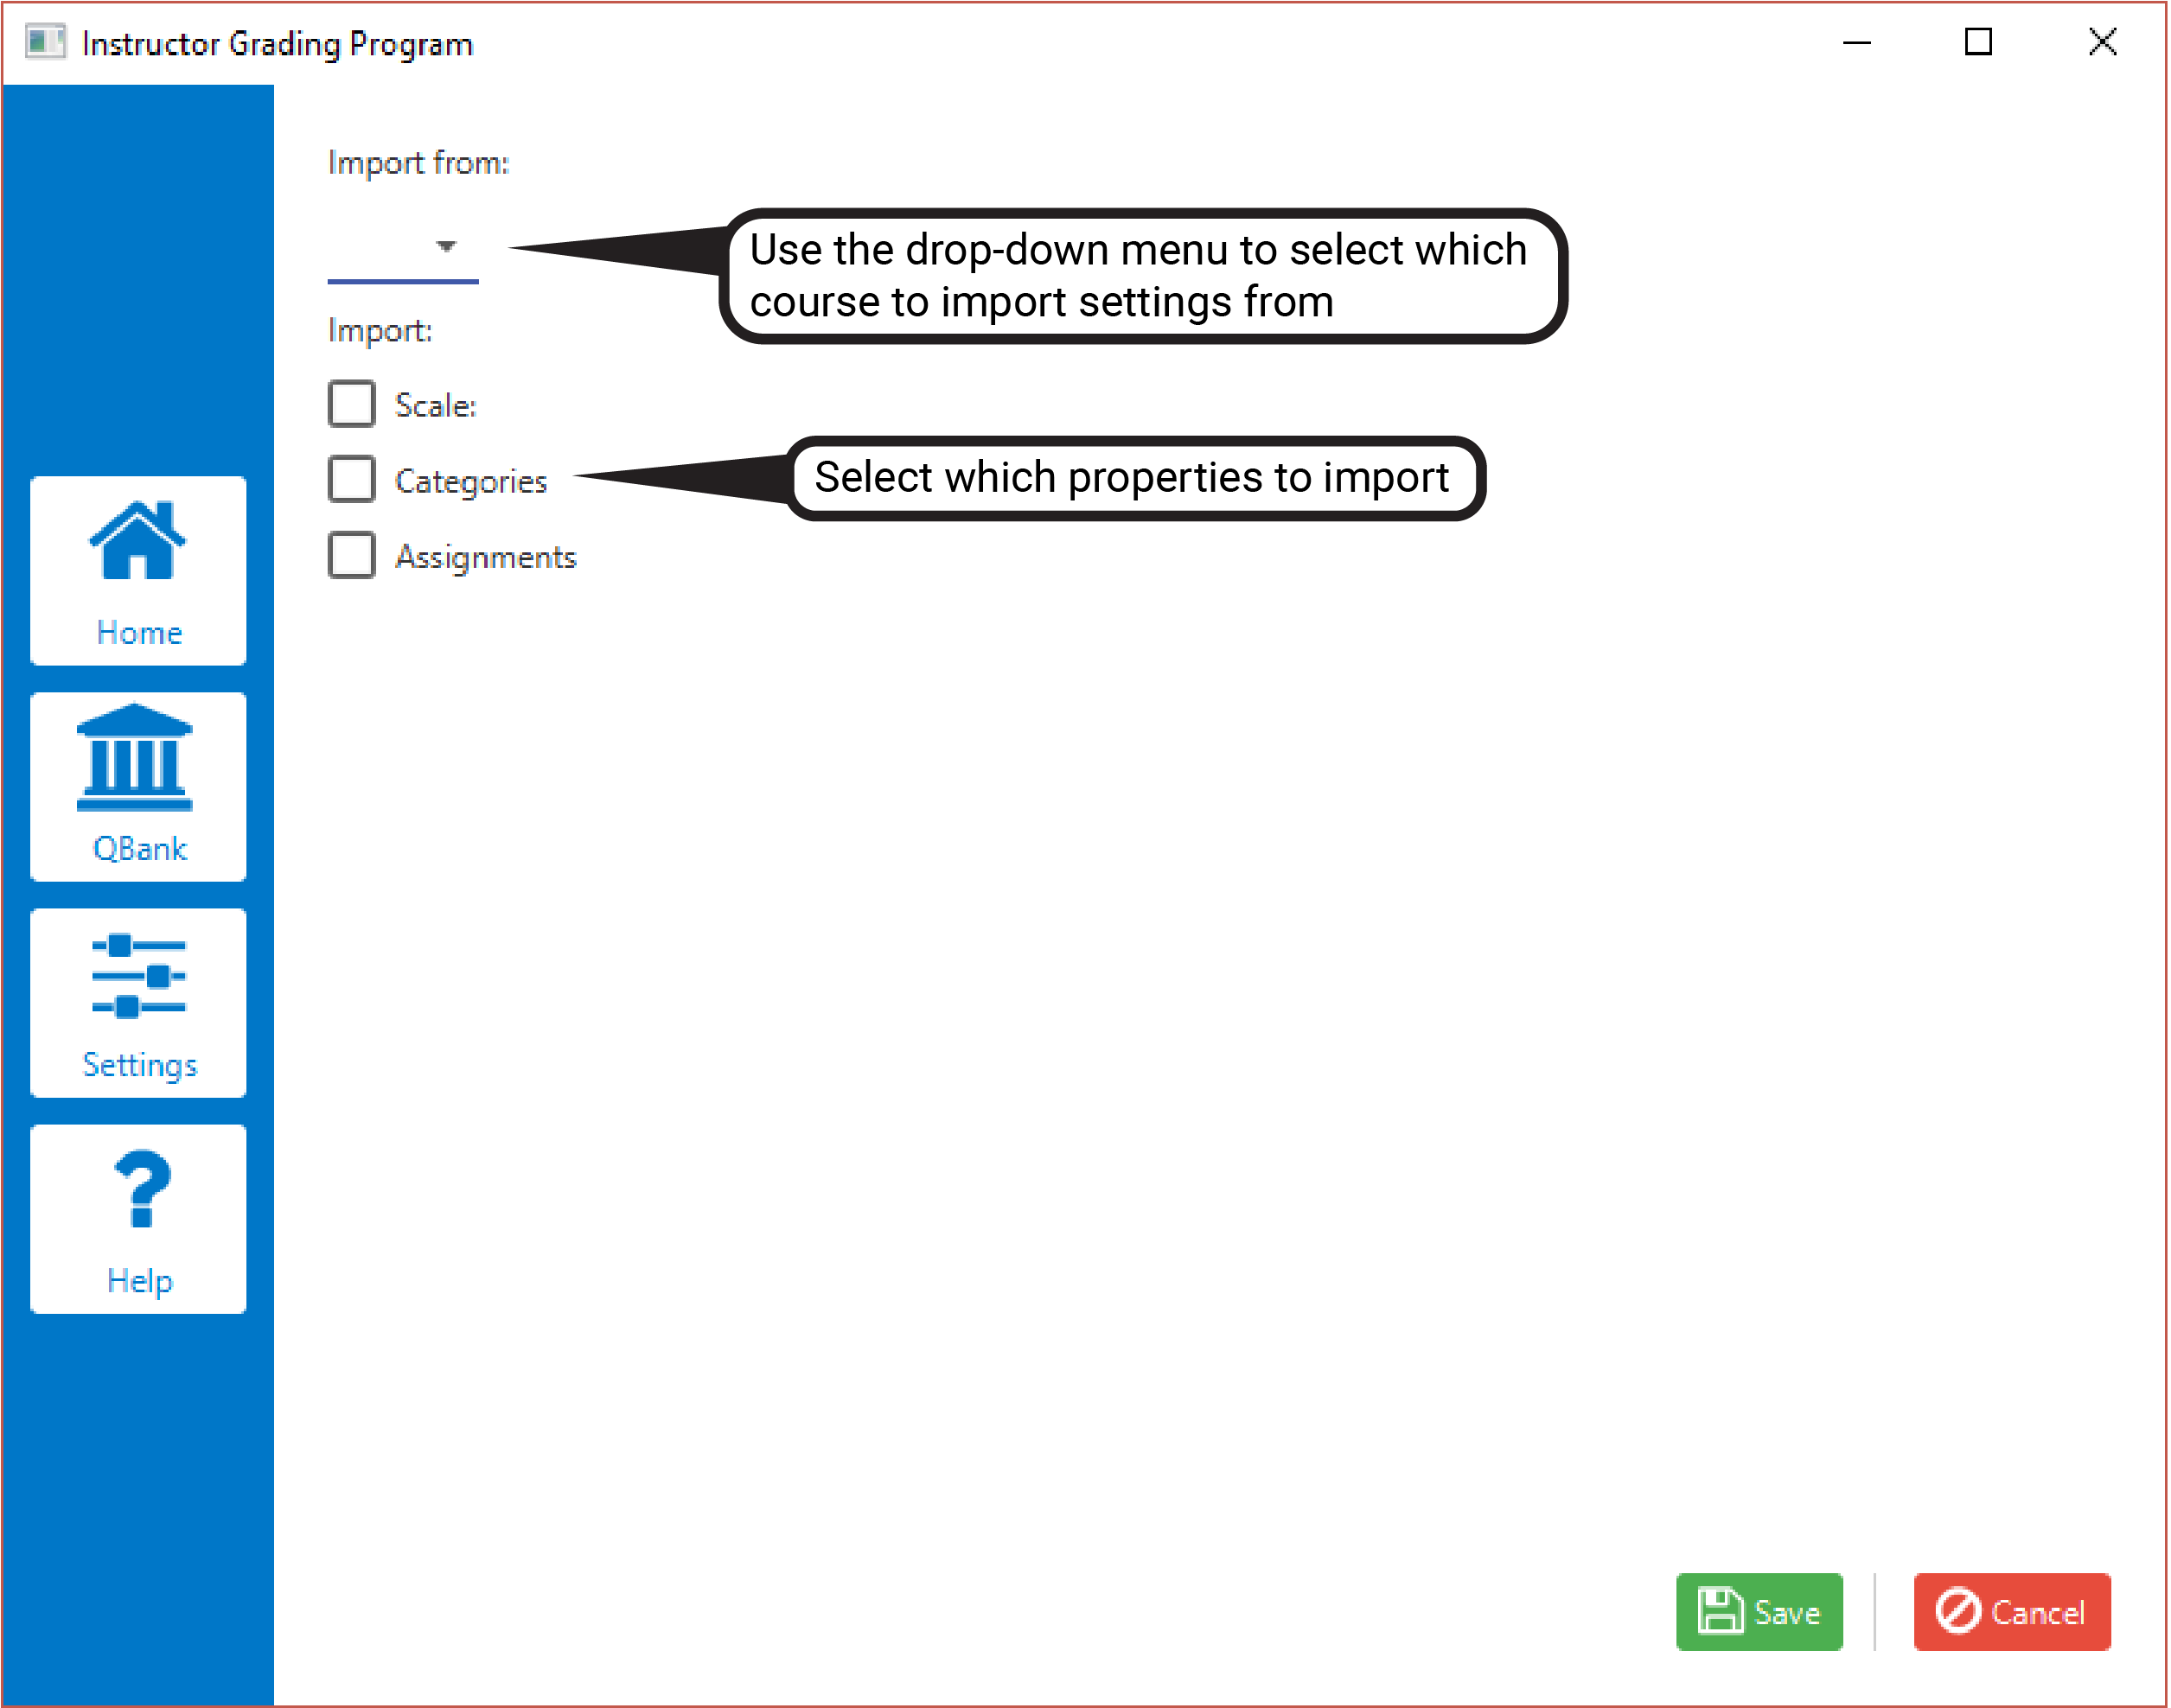 Instructor Grading Program
Import from:
Use the drop-down menu to select which
course to import settings from
Import:
Scale:
Categories
Select which properties to import
Assignments
Home
QBank
Settings
Help
Save
Cancel